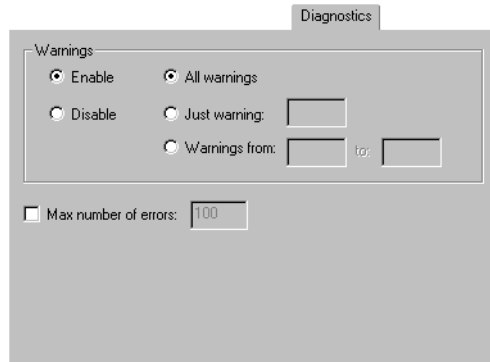 Diagnostics
Warnings
Enable All warnings
Disable Just warning:
Warnings from: to:
Max number of errors: 100